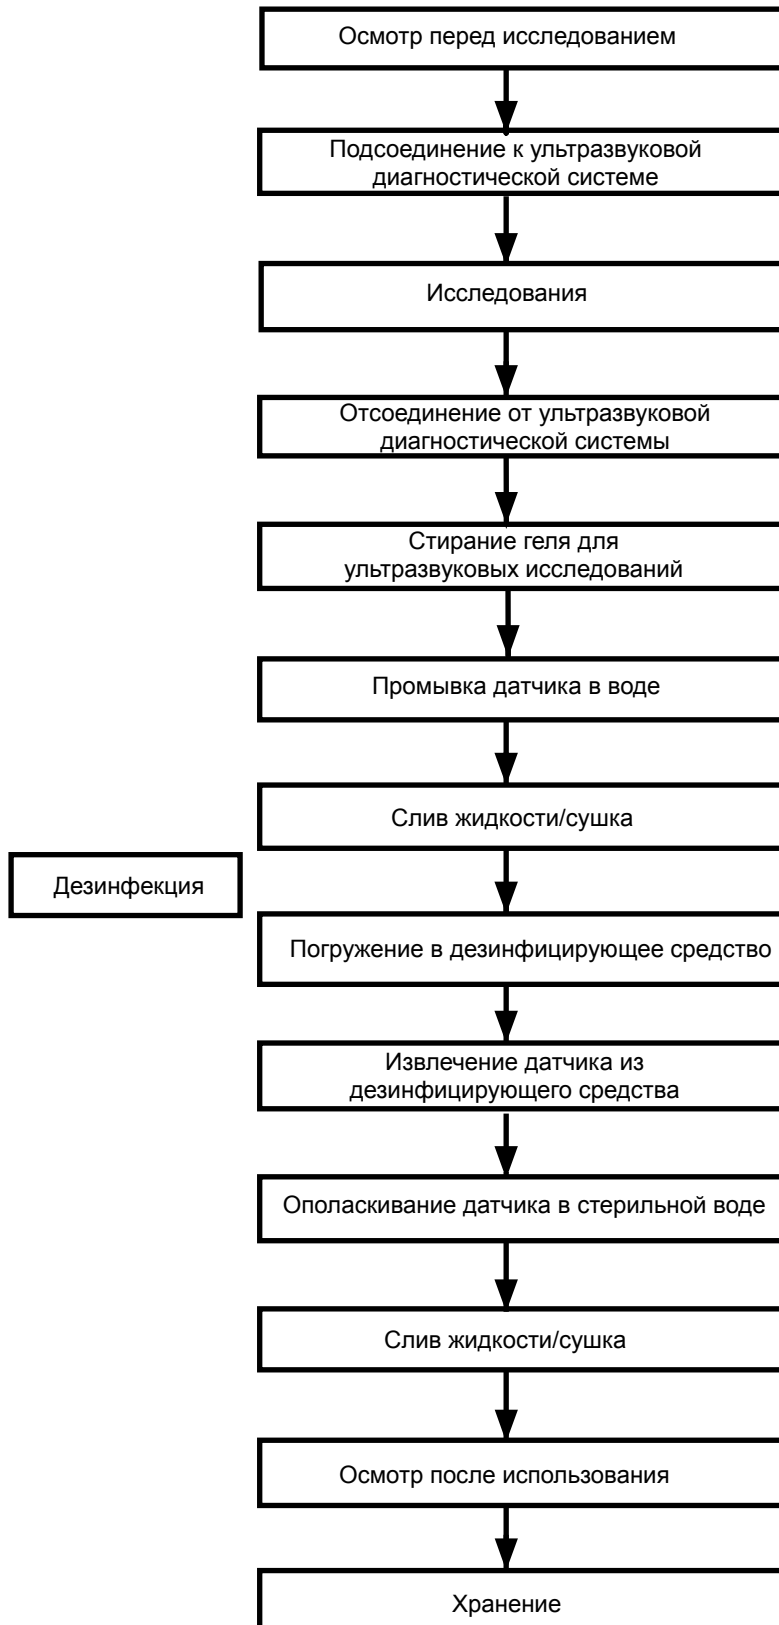 Осмотр перед исследованием
Подсоединение к ультразвуковой
диагностической системе
Исследования
Отсоединение от ультразвуковой
диагностической системы
Стирание геля для
ультразвуковых исследований
Промывка датчика в воде
Слив жидкости/сушка
Дезинфекция
Погружение в дезинфицирующее средство
Извлечение датчика из
дезинфицирующего средства
Ополаскивание датчика в стерильной воде
Слив жидкости/сушка
Осмотр после использования
Хранение